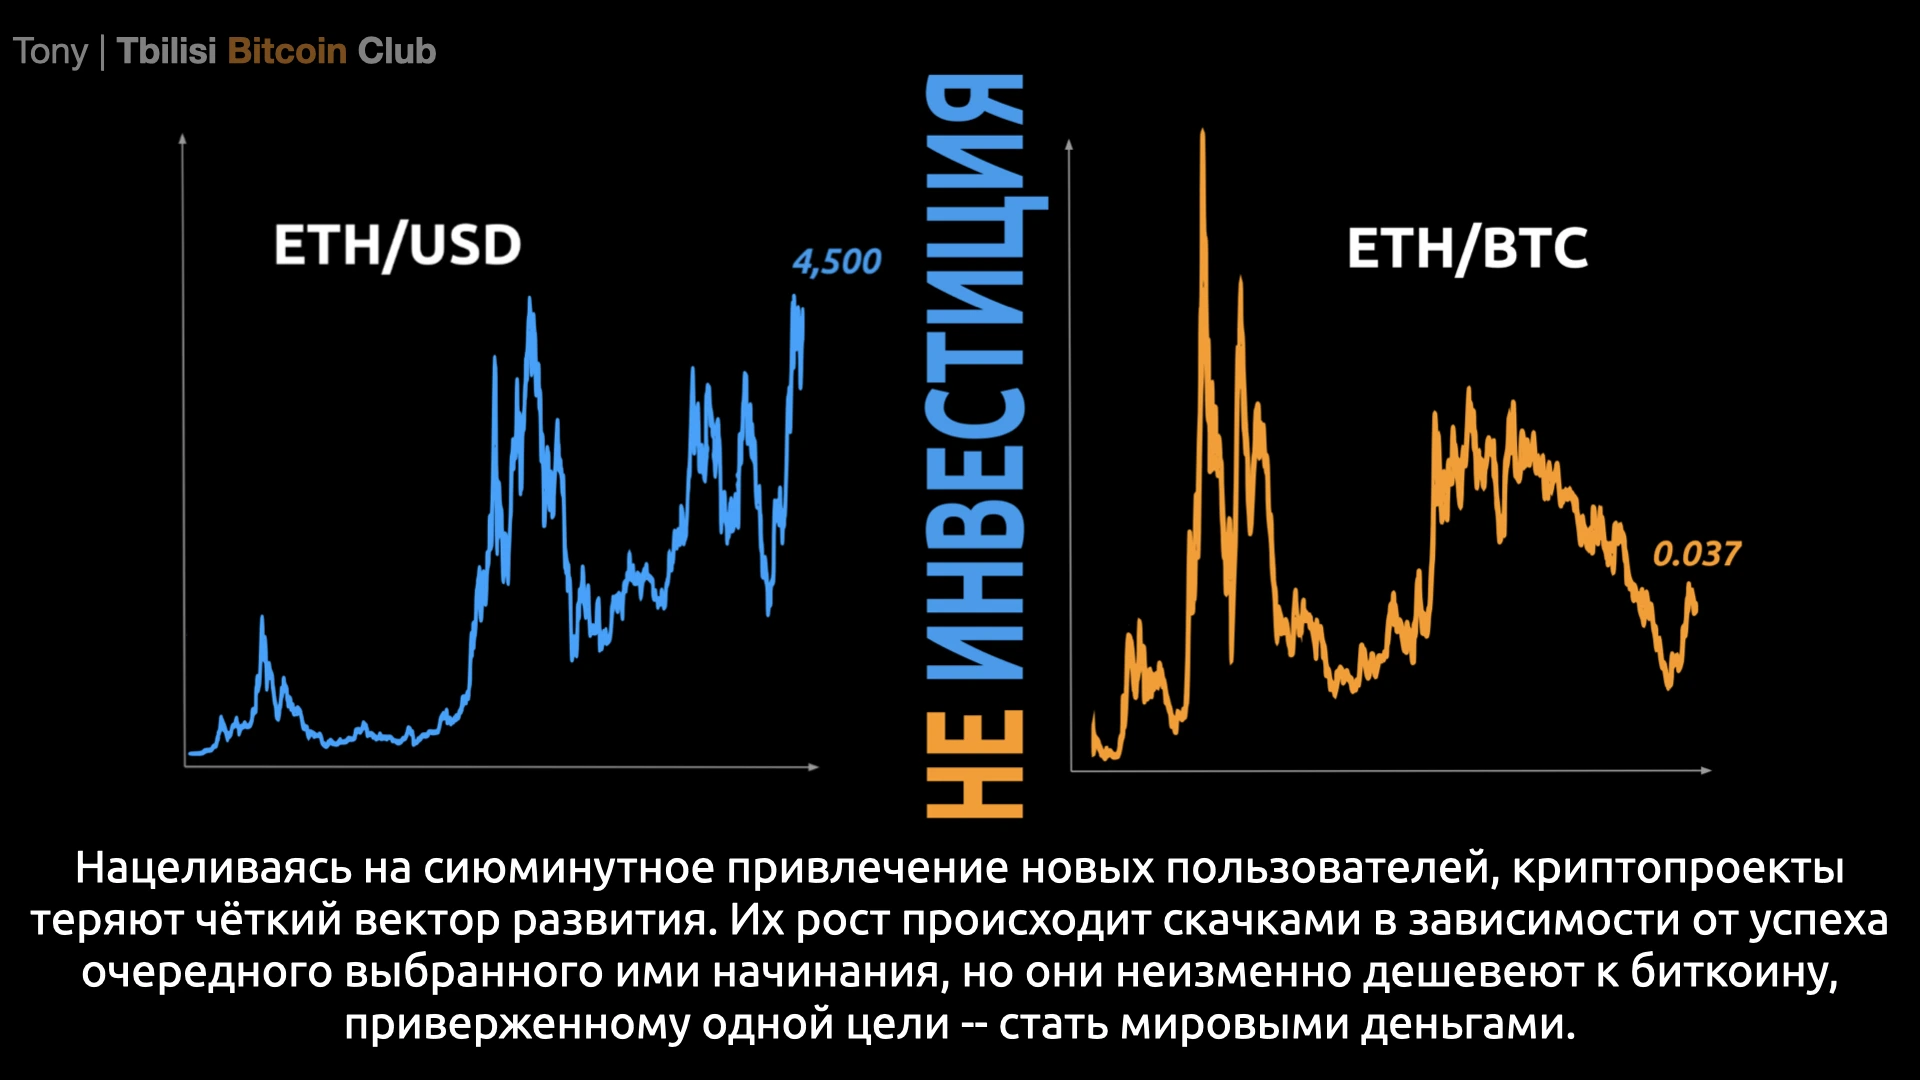 Tony | Tbilisi Bitcoin Club
ETH/USD
4,500
НЕ ИНВЕСТИЦИЯ
ETH/BTC
0.037
Нацеливаясь на сиюминутное привлечение новых пользователей, криптопроекты
теряют чёткий вектор развития. Их рост происходит скачками в зависимости от успеха
очередного выбранного ими начинания, но они неизменно дешевеют к биткоину,
приверженному одной цели -- стать мировыми деньгами.